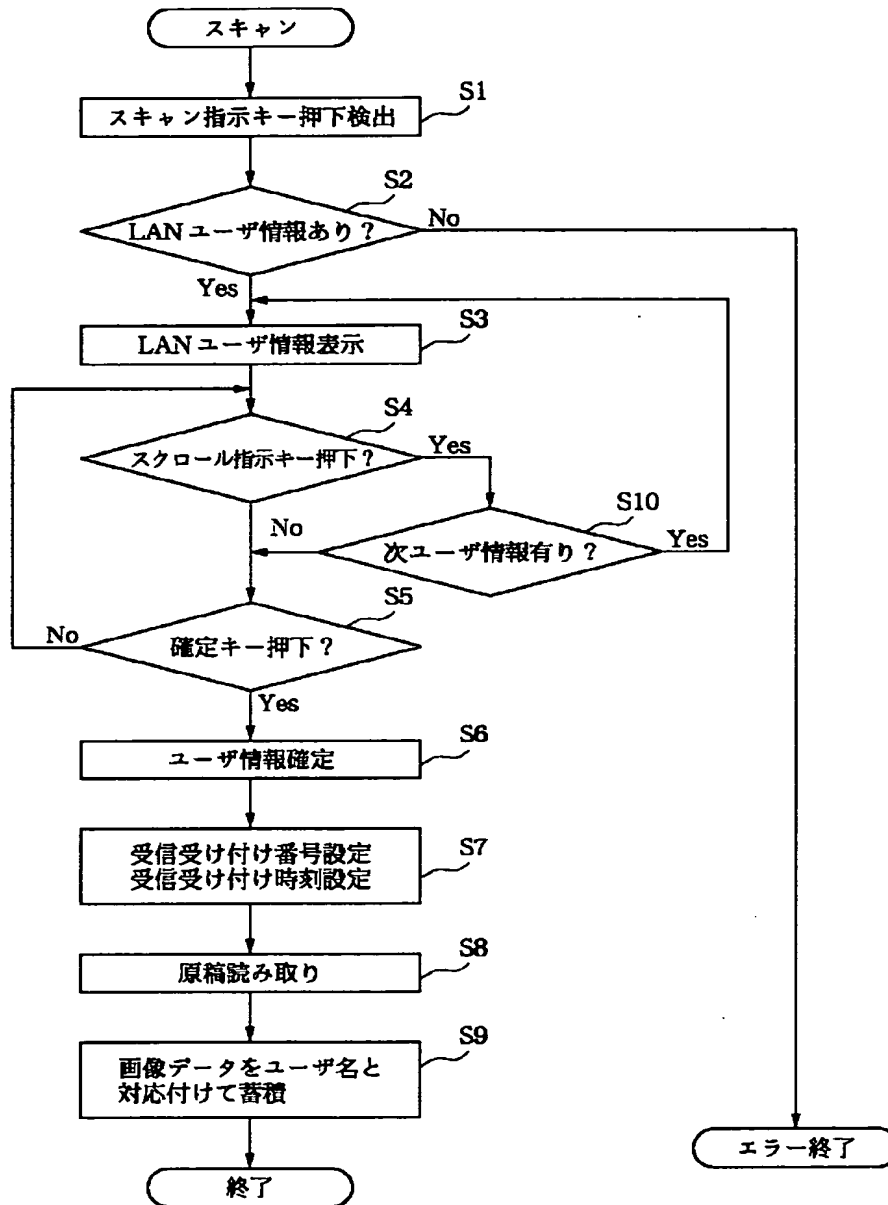 スキャン
S1
スキャン指示キー押下検出
S2
LANユーザ情報あり？
No
Yes
S3
LANユーザ情報表示
S4
スクロール指示キー押下？
Yes
S10
No
次ユーザ情報有り？
Yes
S5
No
確定キー押下？
Yes
S6
ユーザ情報確定
S7
受信受け付け番号設定
受信受け付け時刻設定
S8
原稿読み取り
S9
画像データをユーザ名と
対応付けて蓄積
エラー終了
終了